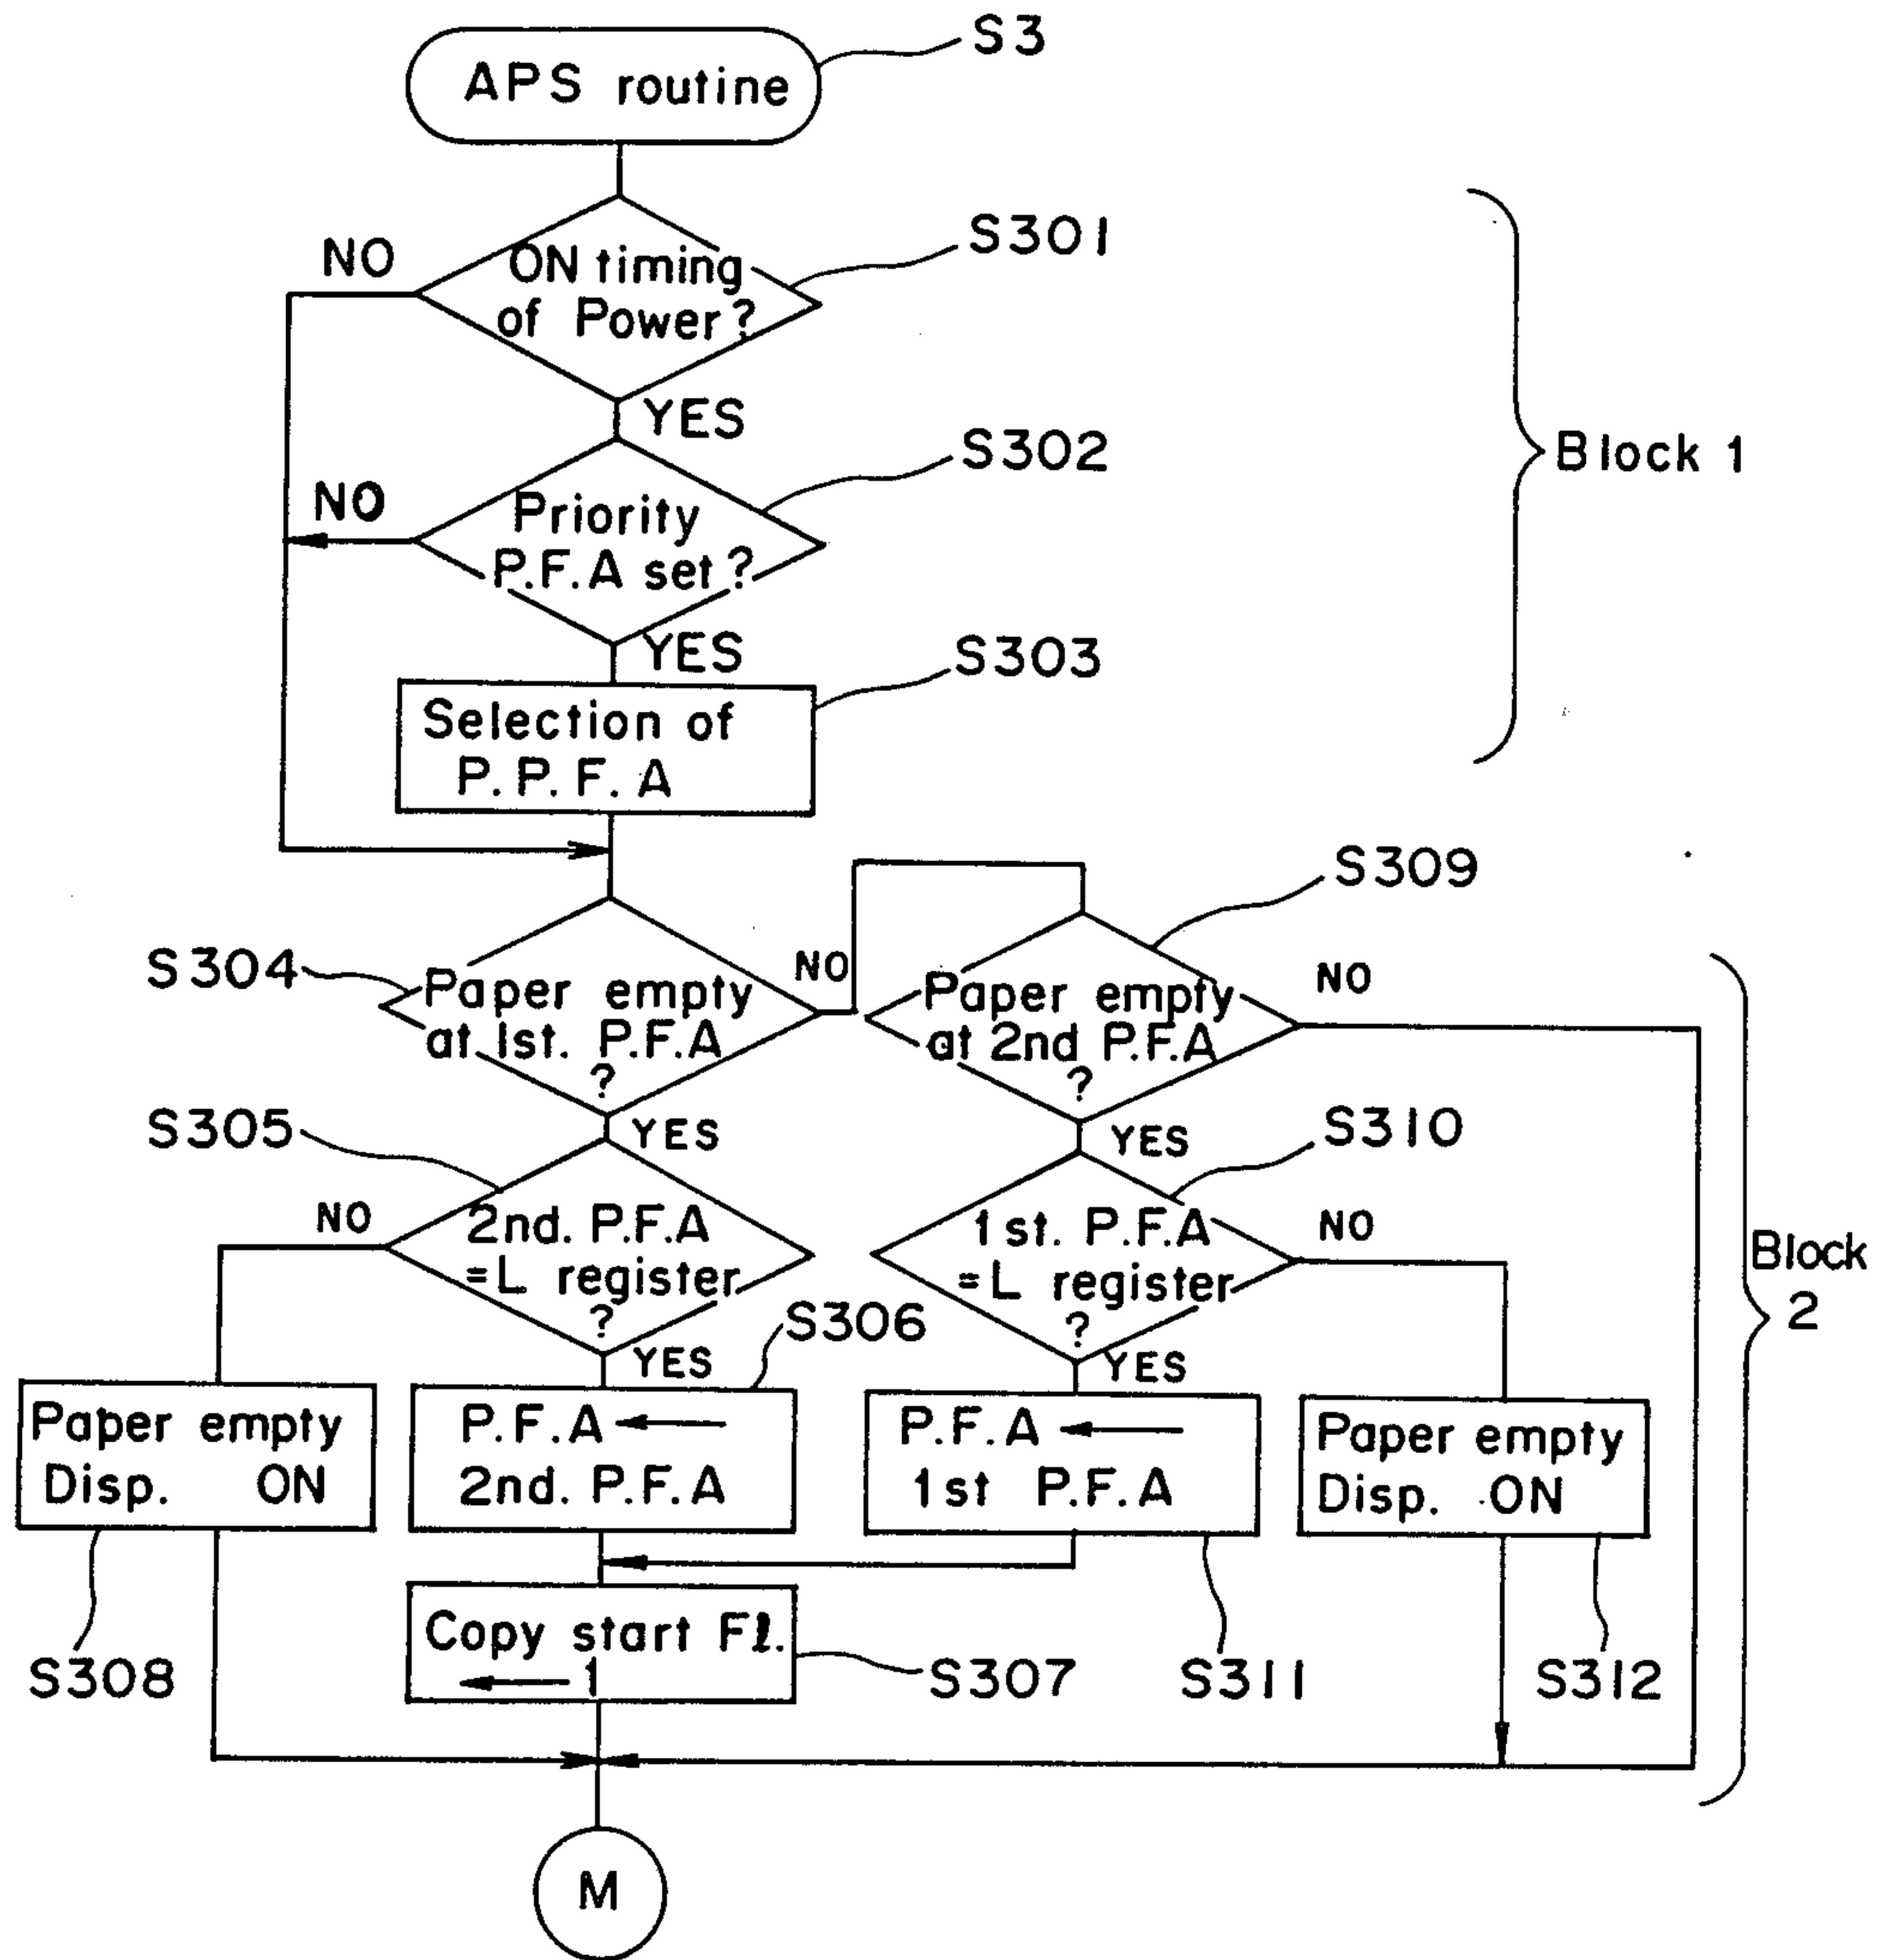 APS routine
S3
ON timing
of Power?
S301
NO
YES
Priority
P.F.A set?
S302
NO
YES
Selection of
P. P. F. A
S303
Block 1
Paper empty
at 1st. P.F.A
?
S304
NO
YES
Paper empty
at 2nd P.F.A
?
S309
NO
YES
2nd. P.F.A
=L register
?
S305
NO
YES
1st. P.F.A
=L register
?
S310
NO
YES
Block
2
Paper empty
Disp. ON
S308
P.F.A ←
2nd. P.F.A
S306
P.F.A ←
1st P.F.A
S311
Paper empty
Disp. ON
S312
Copy start Fl.
← 1
S307
M